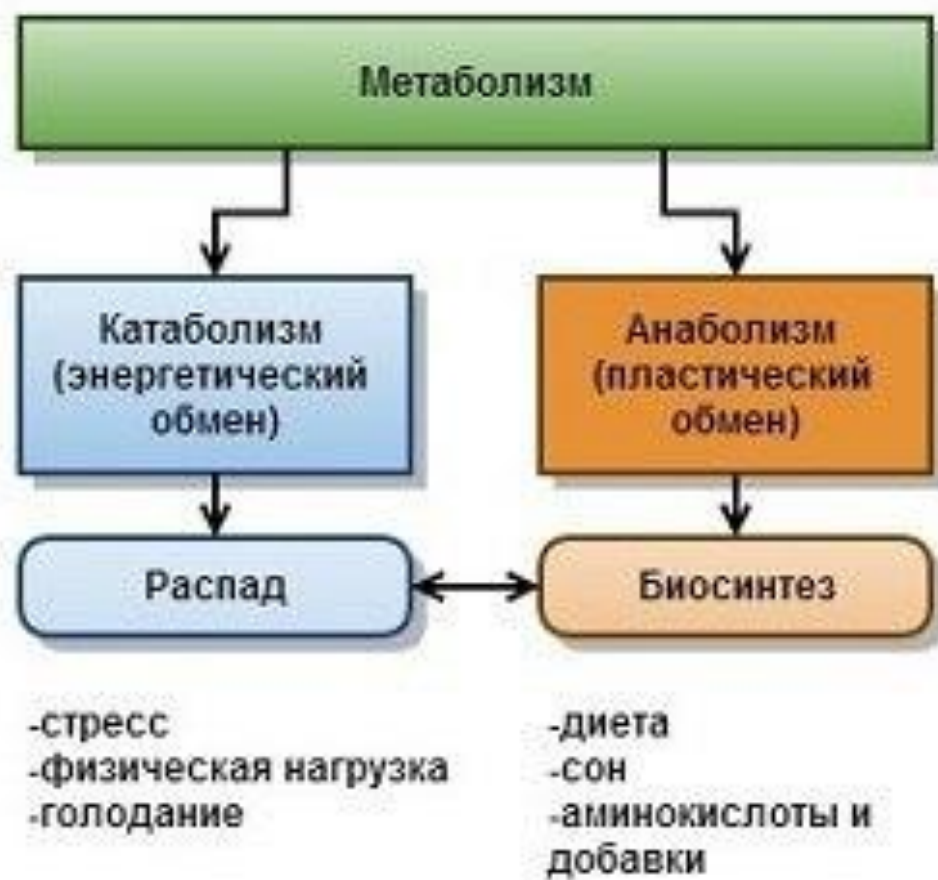 Метаболизм
Катаболизм
(энергетический
обмен)
Анаболизм
(пластический
обмен)
Распад
Биосинтез
-стресс
-физическая нагрузка
-голодание
-диета
-сон
-аминокислоты и
добавки